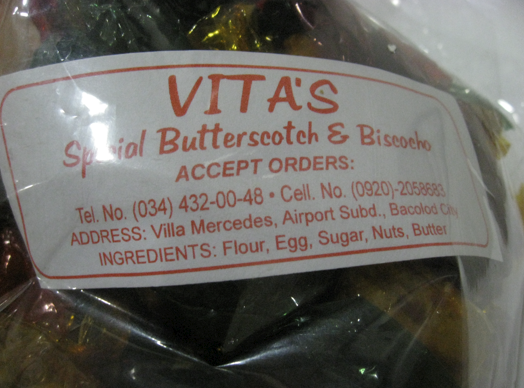 VITA'S
Special Butterscotch & Biscocho
ACCEPT ORDERS:
Tel. No. (034) 432-00-48 • Cell. No. (0920)-2058683
ADDRESS: Villa Mercedes, Airport Subd., Bacolod City
INGREDIENTS: Flour, Egg, Sugar, Nuts, Butter